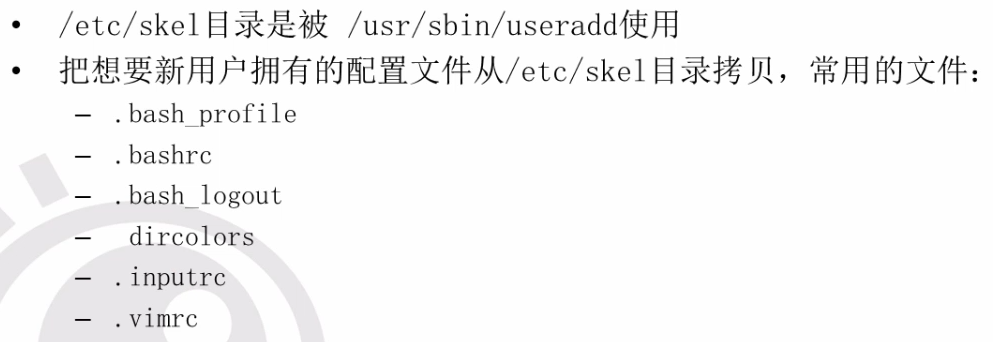 • /etc/skel目录是被 /usr/sbin/useradd使用
• 把想要新用户拥有的配置文件从/etc/skel目录拷贝，常用的文件：
– .bash_profile
– .bashrc
– .bash_logout
– dircolors
– .inputrc
– .vimrc